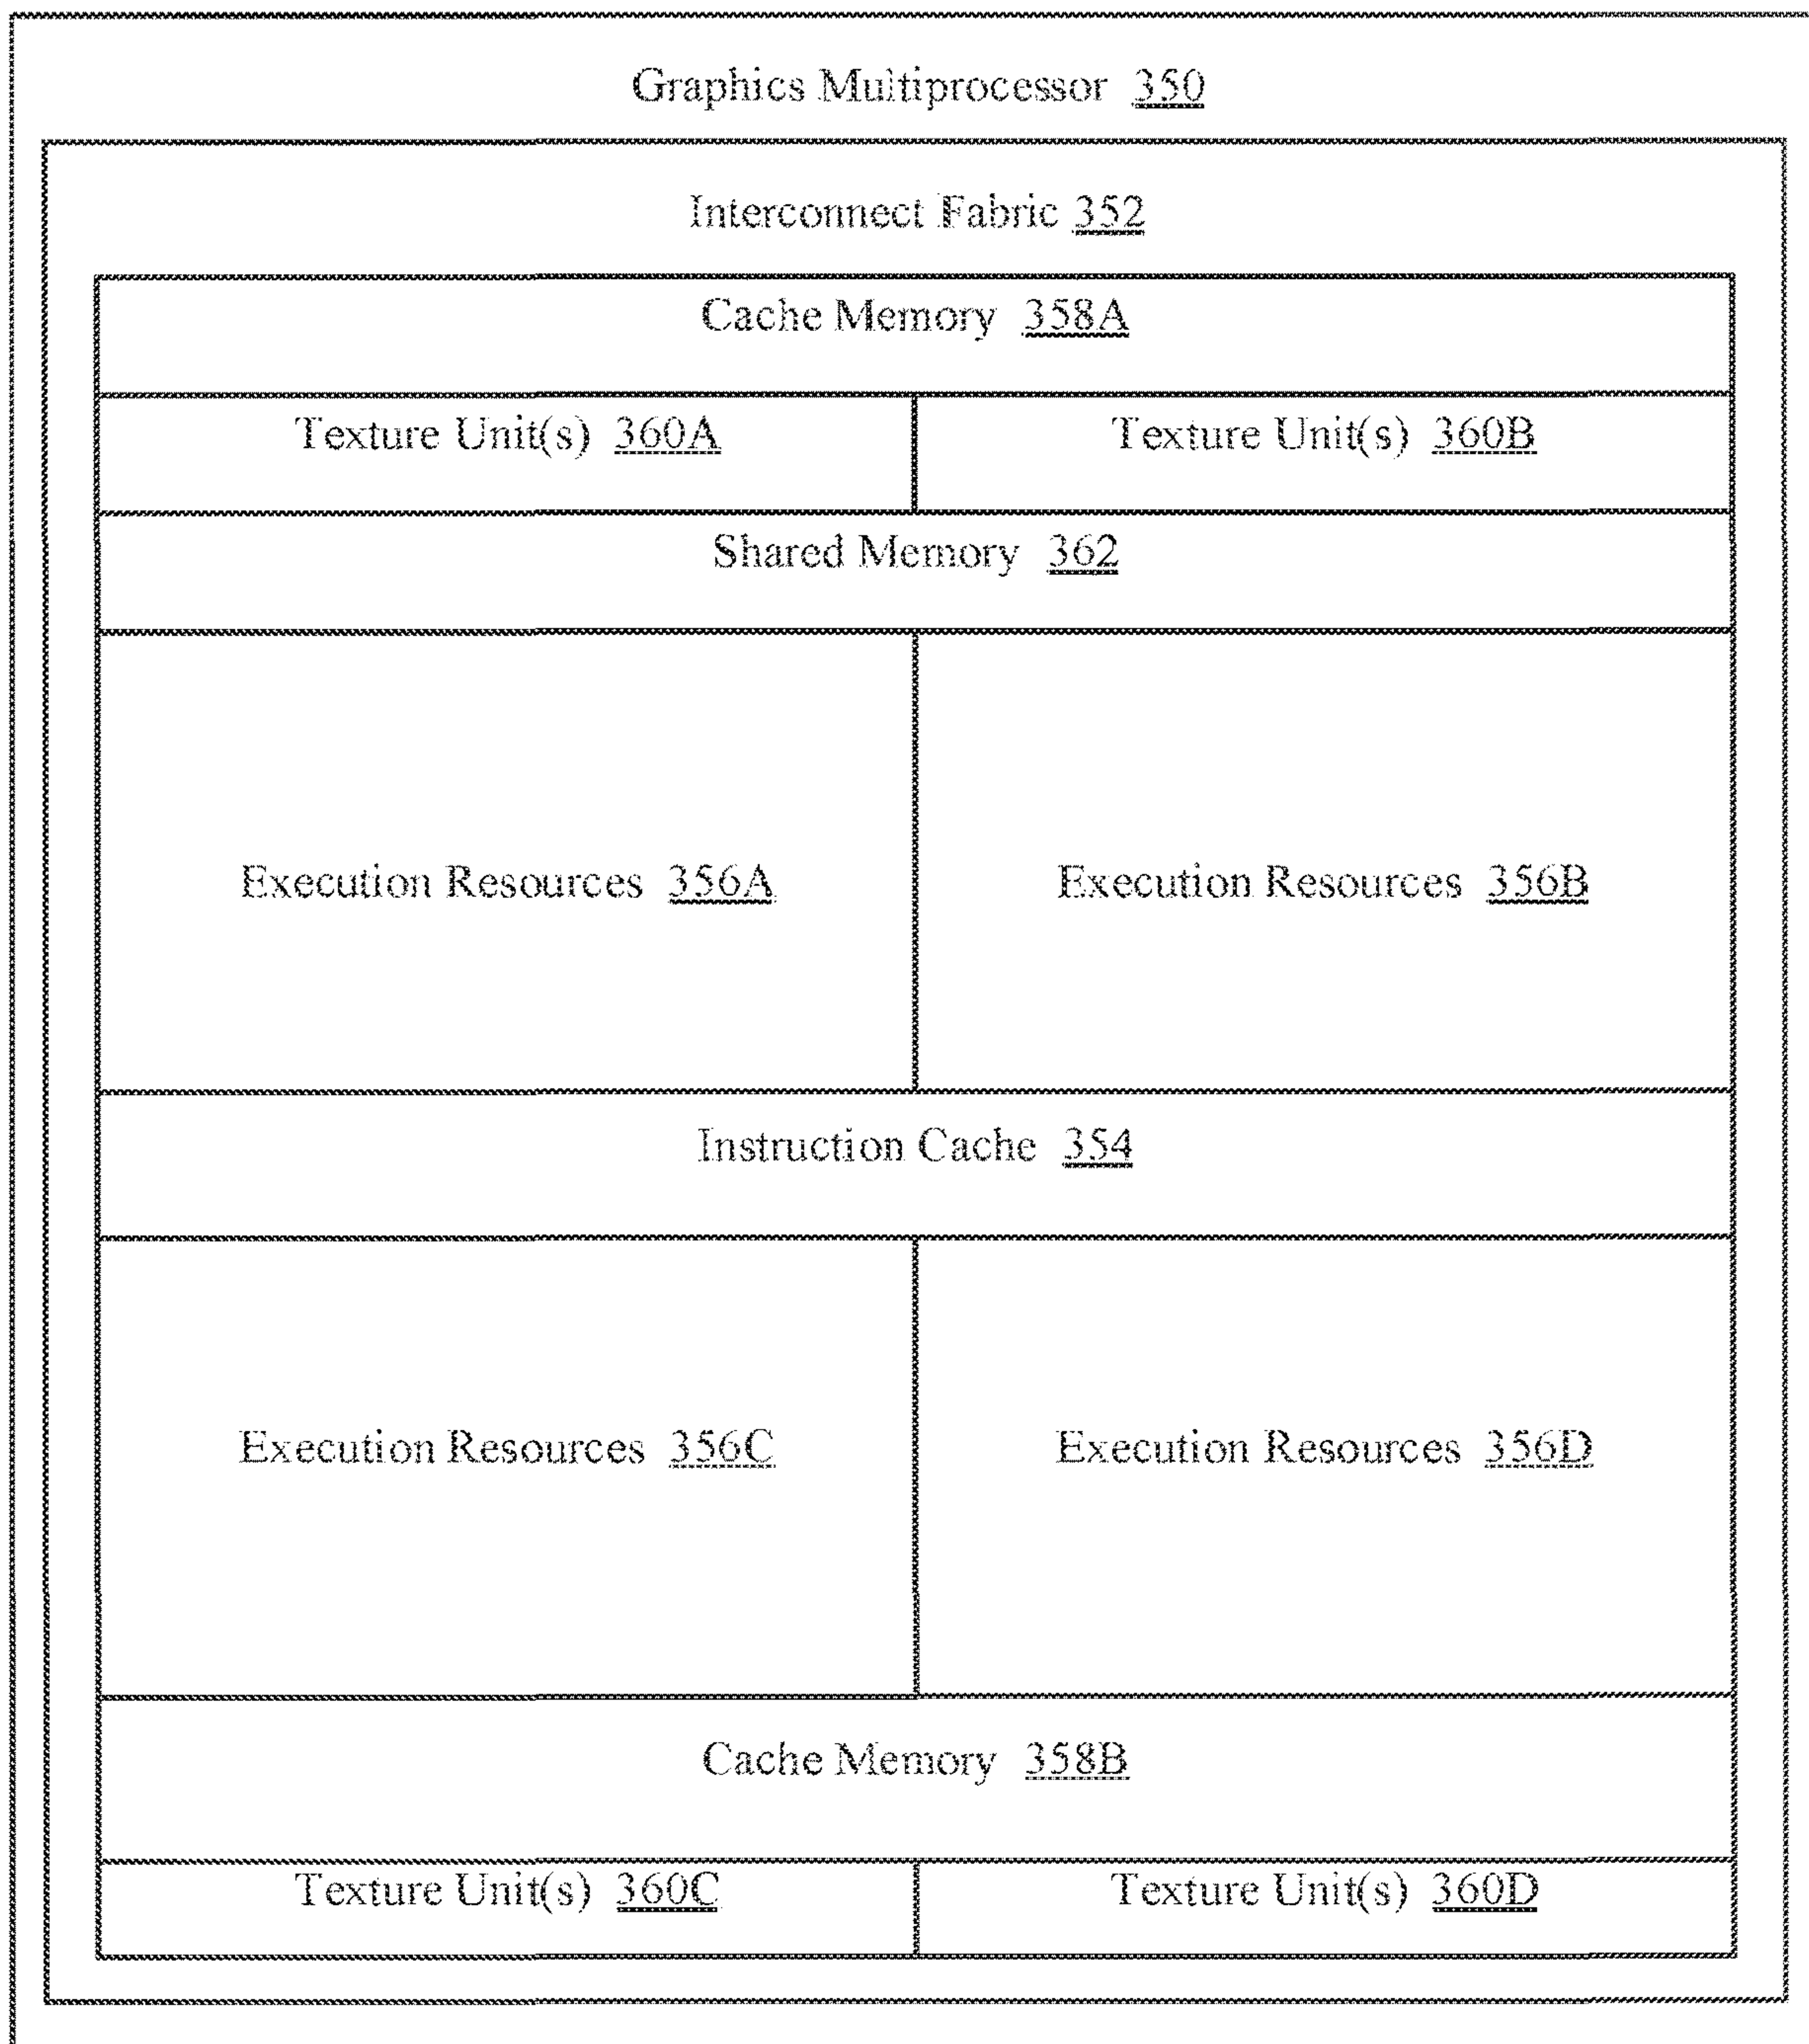 Graphics Multiprocessor 350
Interconnect Fabric 352
Cache Memory 358A
Texture Unit(s) 360A
Texture Unit(s) 360B
Shared Memory 362
Execution Resources 356A
Execution Resources 356B
Instruction Cache 354
Execution Resources 356C
Execution Resources 356D
Cache Memory 358B
Texture Unit(s) 360C
Texture Unit(s) 360D